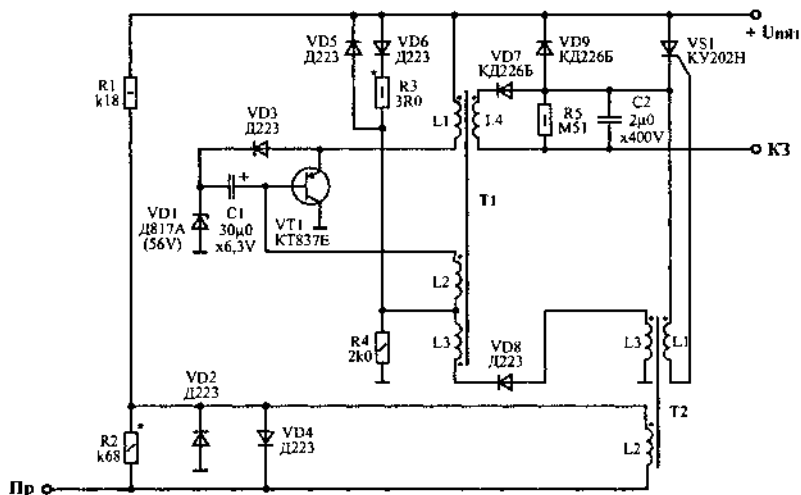 + Uпит
VD5
Д223
VD6
Д223
VD7
КД226Б
VD9
КД226Б
VS1
КУ202Н
R1
k18
*
R3
3R0
VD3
Д223
L1
L4
R5
M51
C2
2μ0
x400V
КЗ
T1
VD1
Д817А
(56V)
C1
30μ0
x6,3V
+
VT1
КТ837Е
L2
R4
2k0
L3
VD8
Д223
L3
L1
T2
VD2
Д223
R2
k68
*
VD4
Д223
L2
Пр